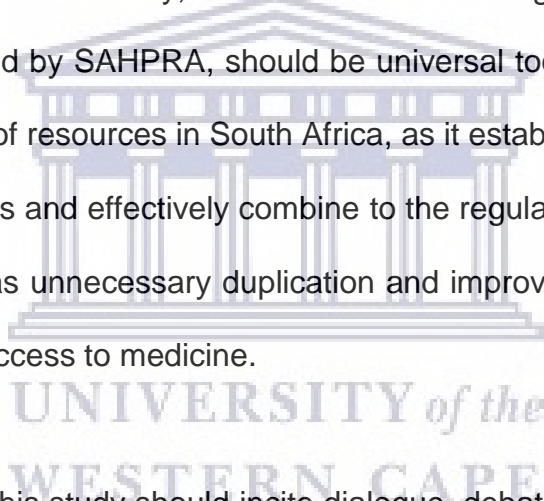 d by SAHPRA, should be universal too
of resources in South Africa, as it estab
s and effectively combine to the regula
as unnecessary duplication and improv
ccess to medicine.
UNIVERSITY of the
WESTERN CAPE
his study should incite dialogue, debat